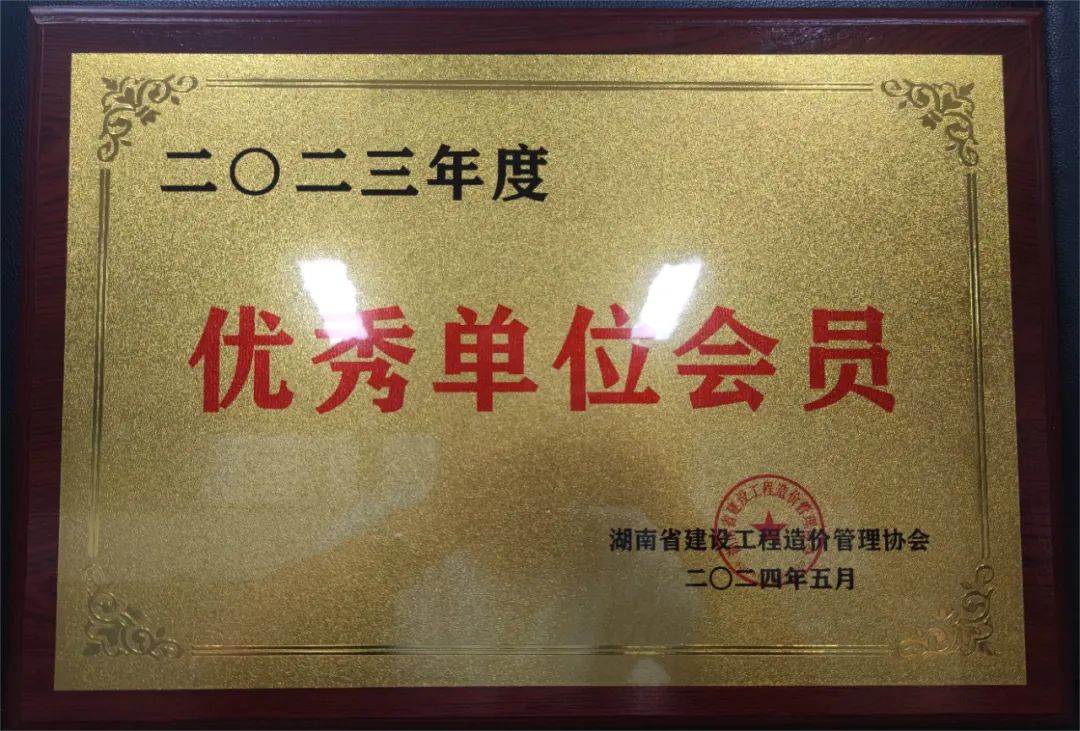 二〇二三年度
优秀单位会员
湖南省建设工程造价管理协会
二〇二四年五月